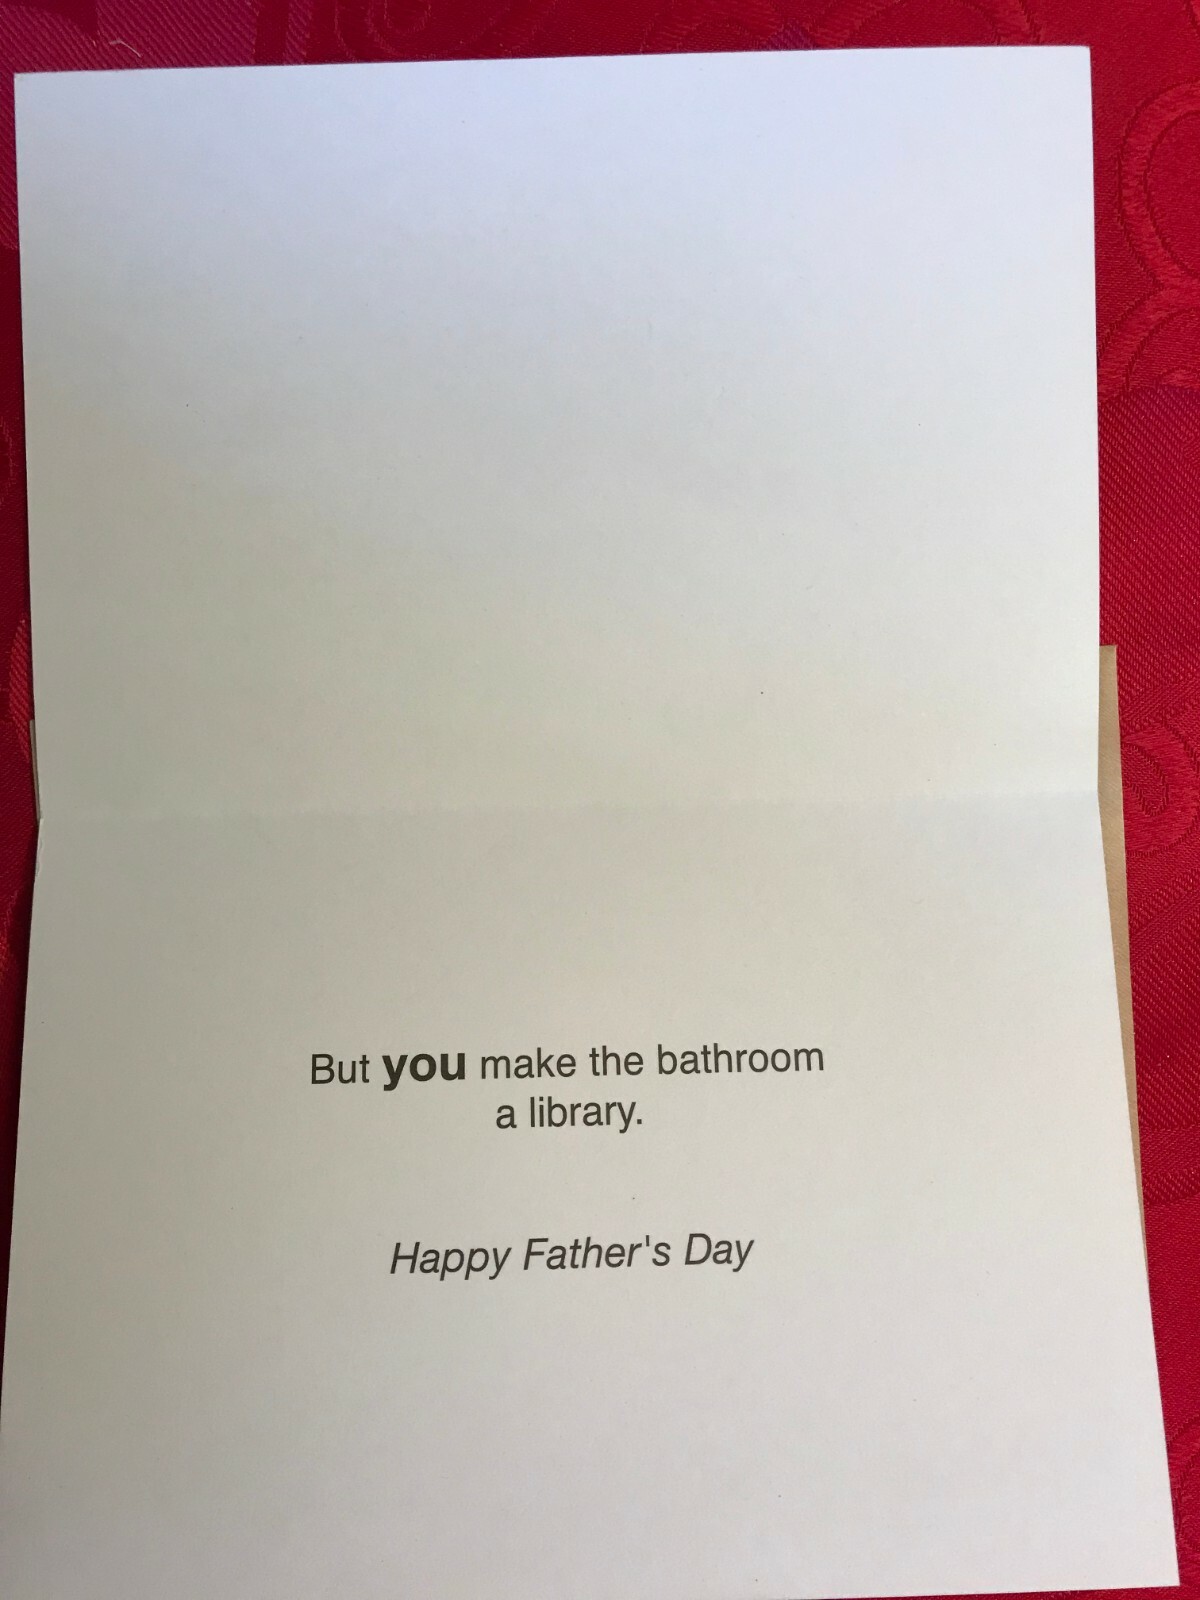 But you make the bathroom
a library.
Happy Father's Day